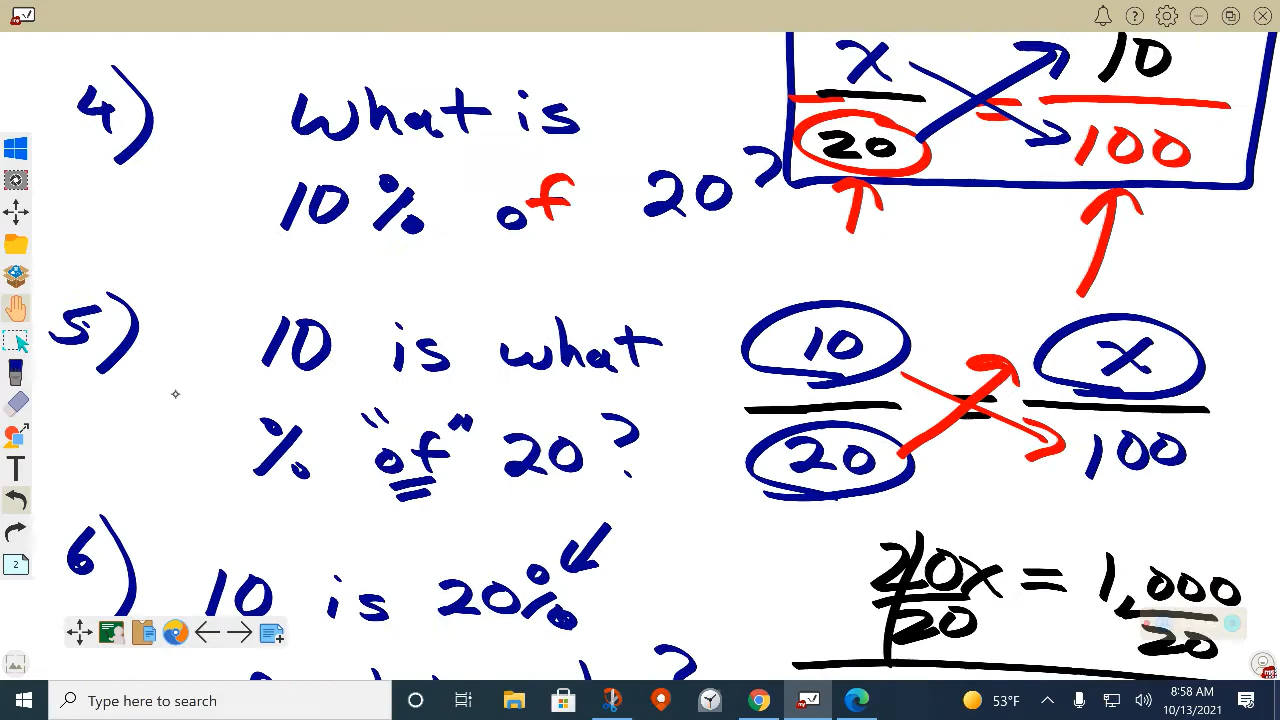 4) What is
10% of 20?
x
10
=
20
100
5) 10 is what
% "of" 20?
10
x
=
20
100
6) 10 is 20%
20x = 1,000
20
20
?
T
2
Type here to search
53°F
8:58 AM
10/13/2021